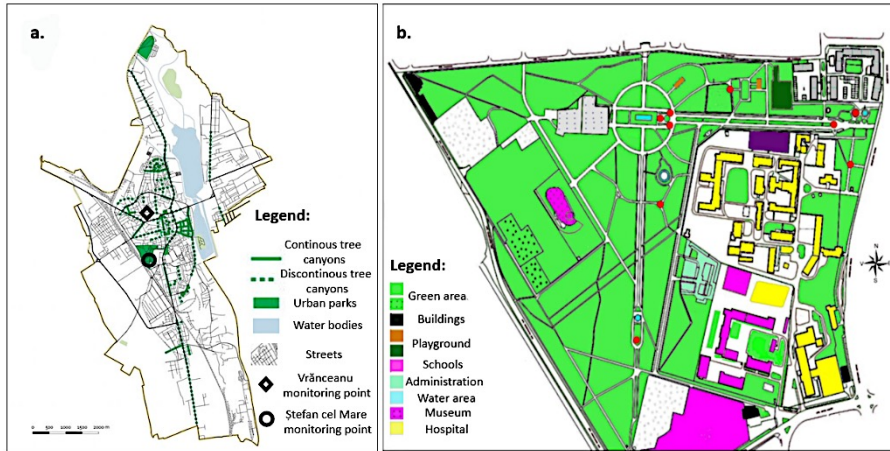 a.
Legend:
Continous tree
canyons
Discontinous tree
canyons
Urban parks
Water bodies
Streets
Vrănceanu
monitoring point
Ștefan cel Mare
monitoring point
0 500 1000 1500 2000 m
b.
N
V
E
S
Legend:
Green area
Buildings
Playground
Schools
Administration
Water area
Museum
Hospital